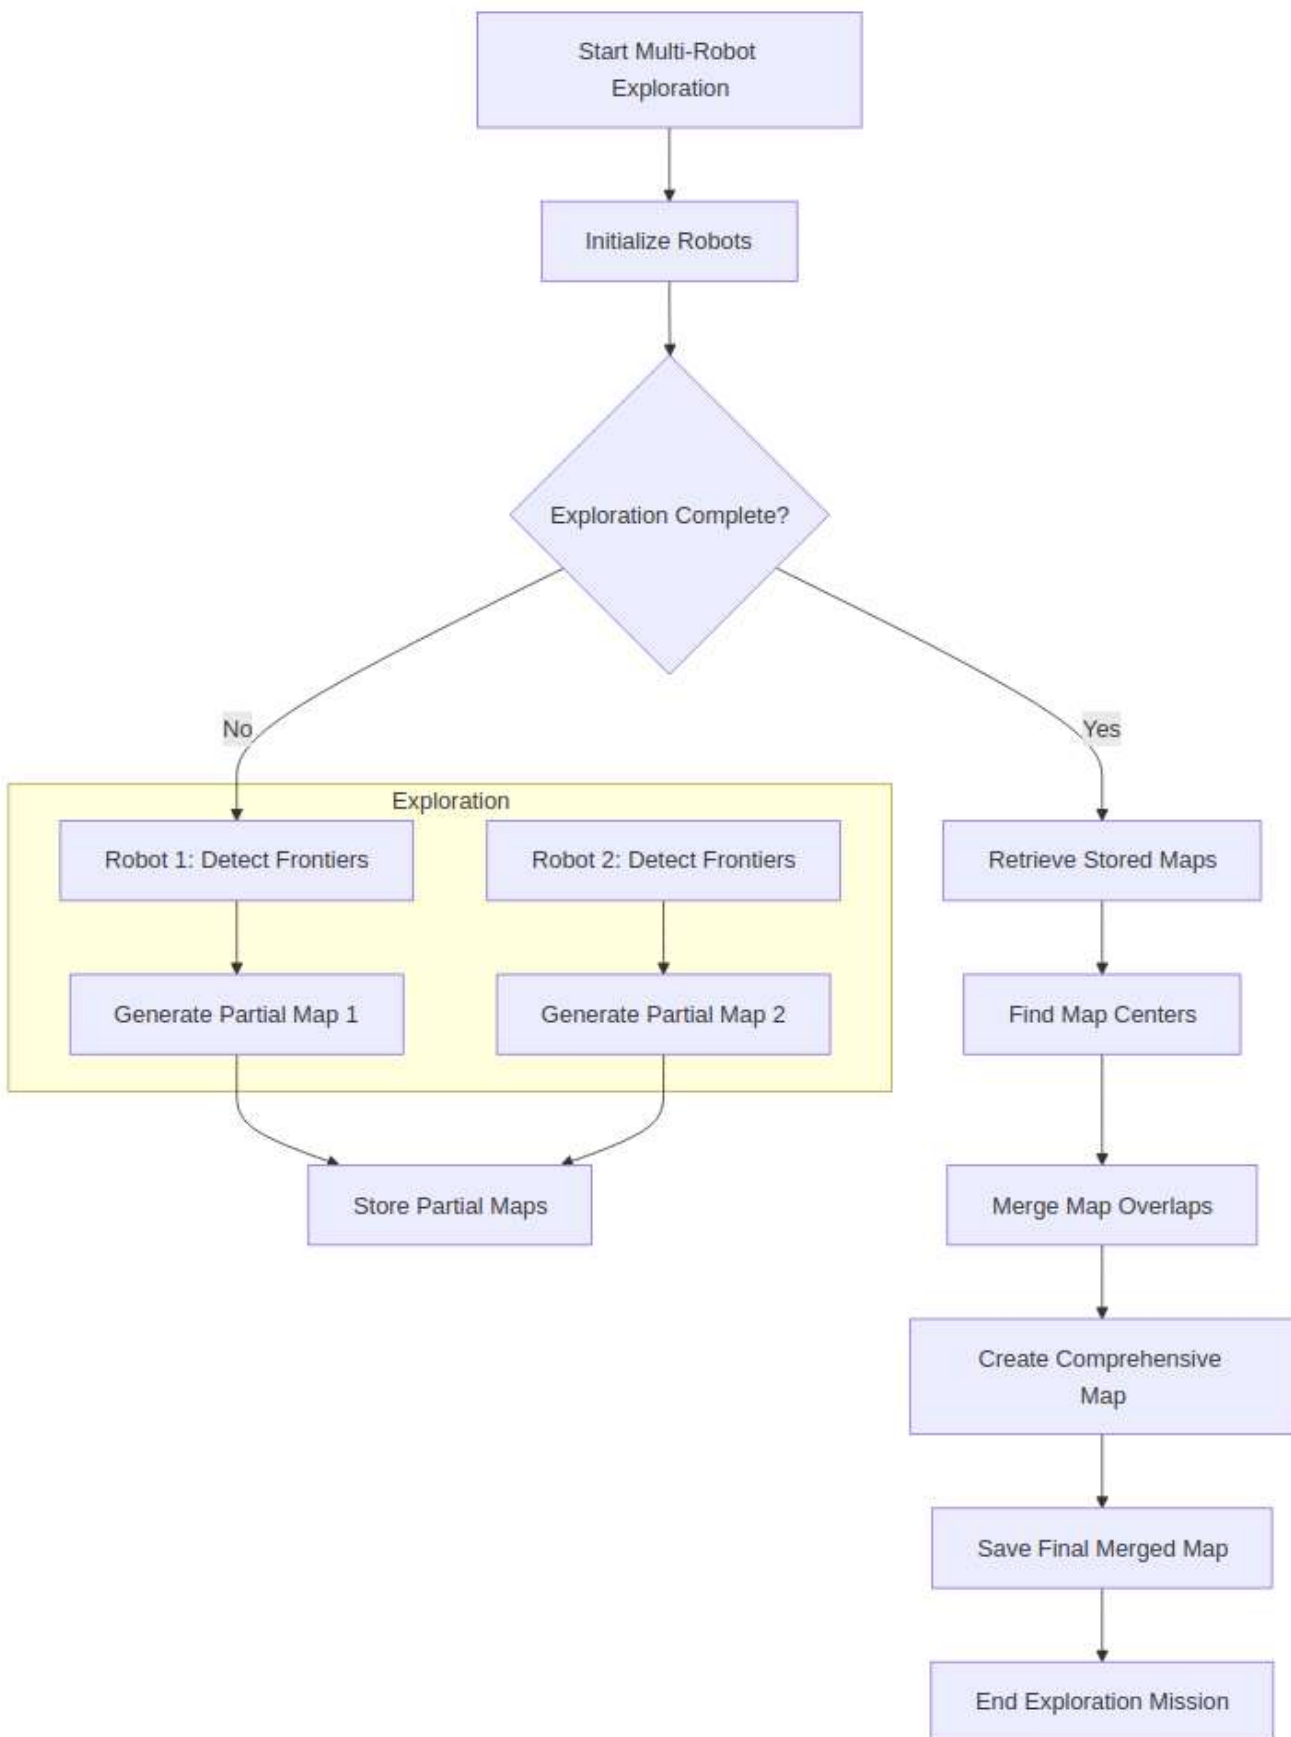 Start Multi-Robot
Exploration
Initialize Robots
Exploration Complete?
No
Yes
Exploration
Robot 1: Detect Frontiers
Robot 2: Detect Frontiers
Retrieve Stored Maps
Generate Partial Map 1
Generate Partial Map 2
Find Map Centers
Store Partial Maps
Merge Map Overlaps
Create Comprehensive
Map
Save Final Merged Map
End Exploration Mission